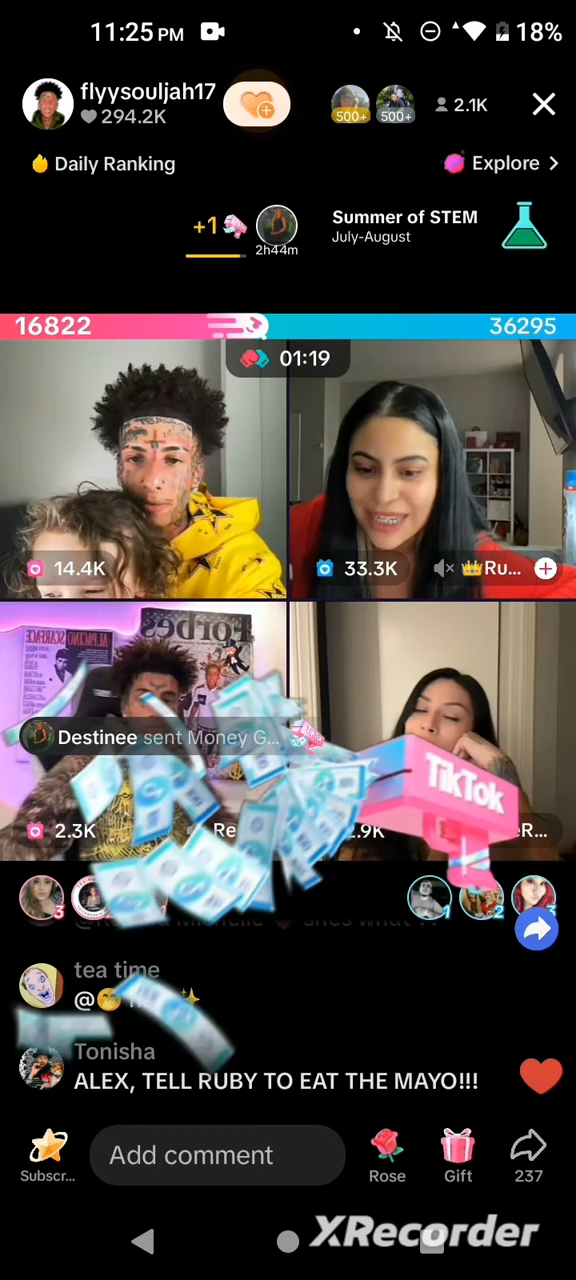 11:25 PM
18%
flyysouljah17
294.2K
500+
500+
2.1K
Daily Ranking
Explore
+1
2h44m
Summer of STEM
July-August
16822
36295
01:19
14.4K
33.3K
Ru...
Forbes
SCARFACE
Destinee sent Money G...
TikTok
2.3K
Re
.9K
R...
3
1
2
tea time
@
Tonisha
ALEX, TELL RUBY TO EAT THE MAYO!!!
Subscr...
Add comment
Rose
Gift
237
XRecorder